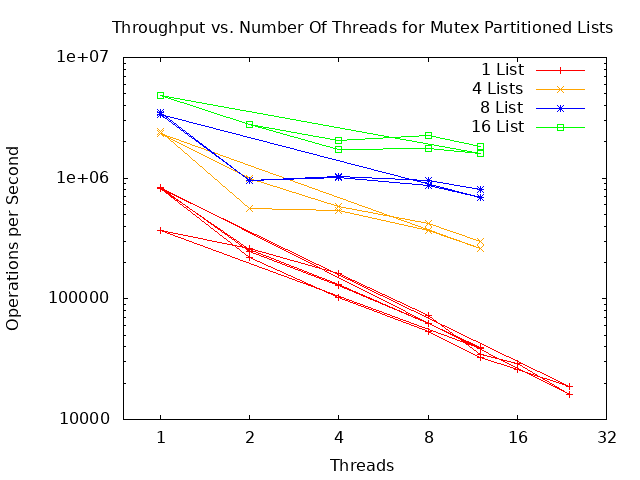 Throughput vs. Number Of Threads for Mutex Partitioned Lists
1e+07
1 List
4 Lists
8 List
16 List
1e+06
Operations per Second
100000
10000
1 2 4 8 16 32
Threads